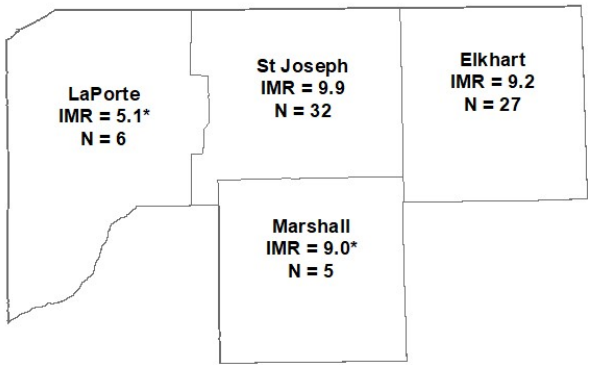 LaPorte
IMR = 5.1*
N = 6
St Joseph
IMR = 9.9
N = 32
Elkhart
IMR = 9.2
N = 27
Marshall
IMR = 9.0*
N = 5